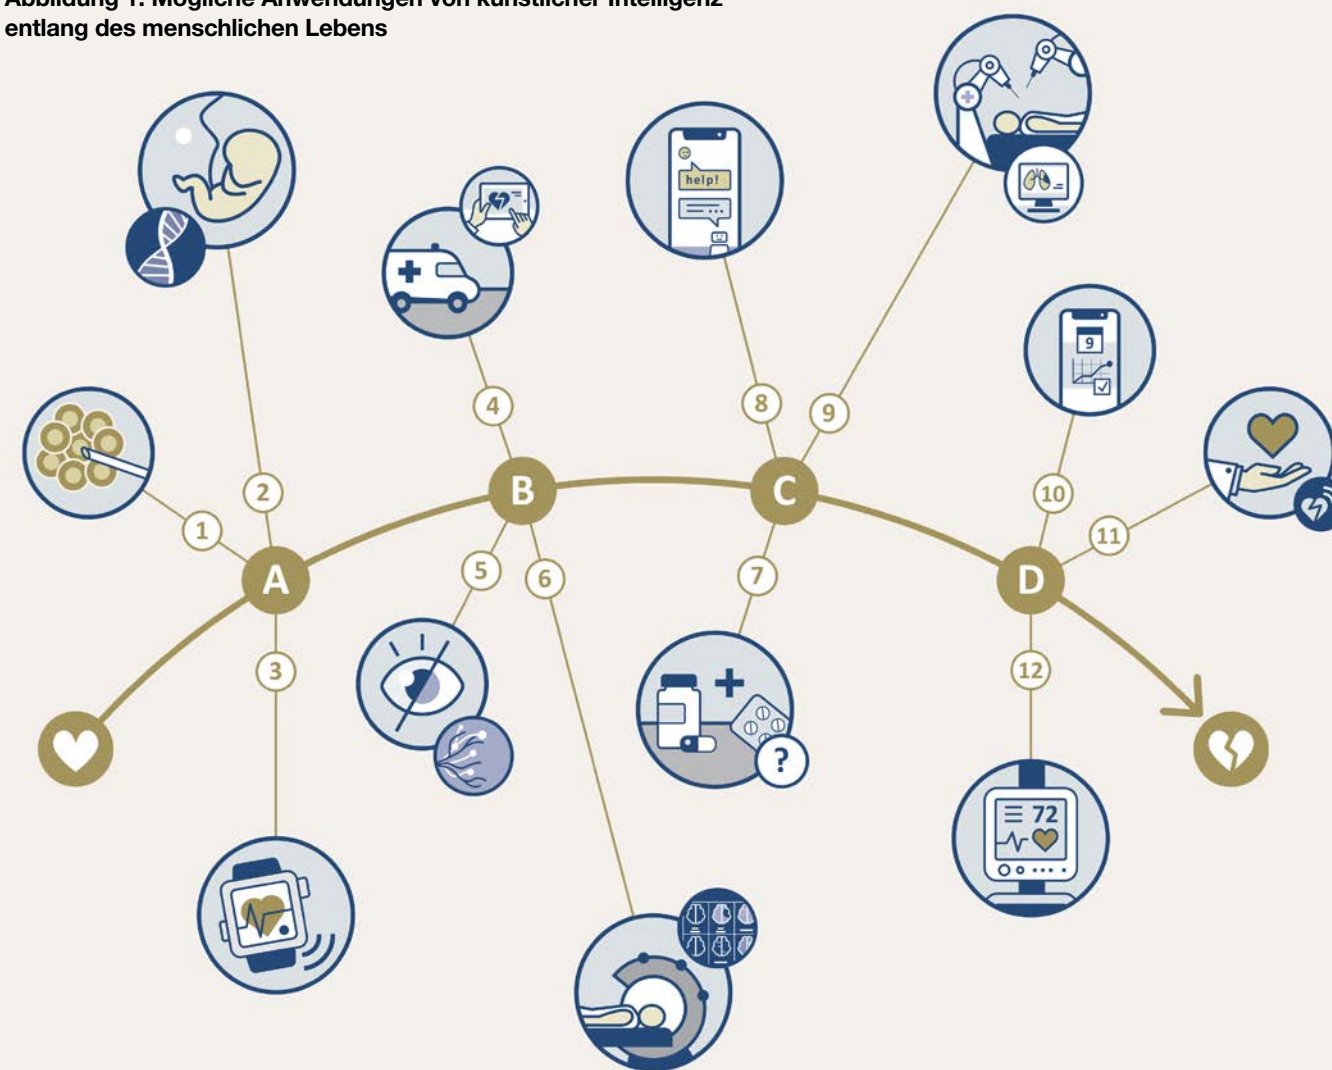 Abbildung 1: Mögliche Anwendungen von künstlicher Intelligenz
entlang des menschlichen Lebens
help!
9
8
9
4
10
B
C
2
11
1
A
5
6
7
D
3
12
?
72